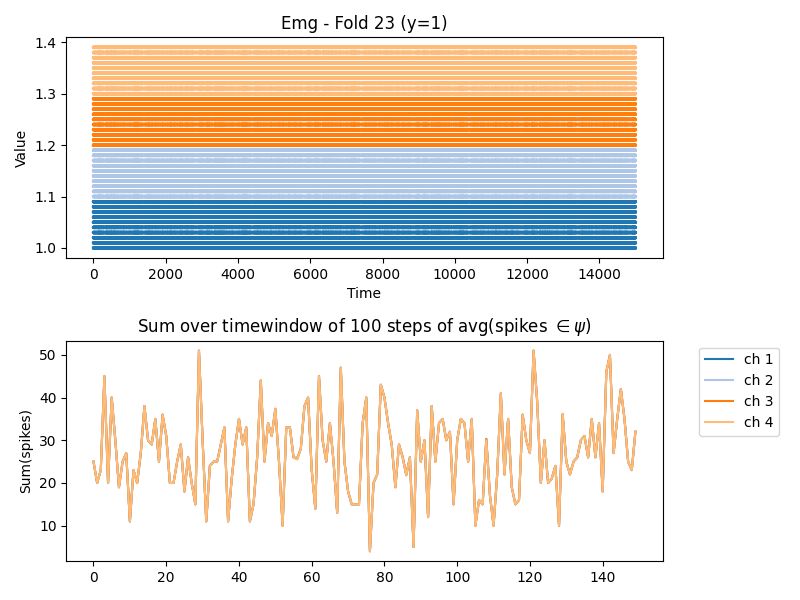 Emg - Fold 23 (y=1)
1.4
1.3
1.2
1.1
1.0
Value
0 2000 4000 6000 8000 10000 12000 14000
Time
Sum over timewindow of 100 steps of avg(spikes ∈ ψ)
50
40
30
20
10
Sum(spikes)
0 20 40 60 80 100 120 140
ch 1
ch 2
ch 3
ch 4